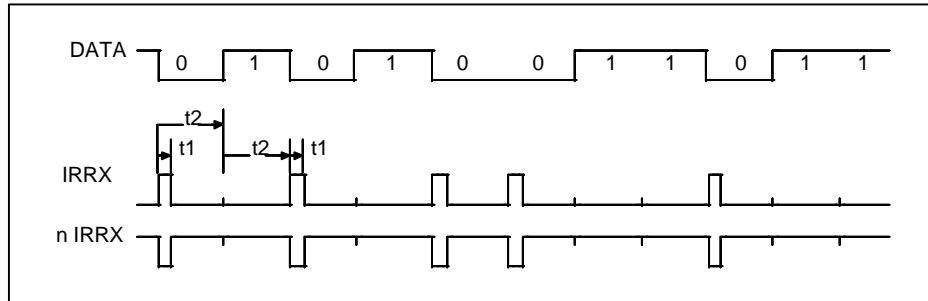 DATA 0 1 0 1 0 0 1 1 0 1 1
t2
t1 t2 t1
IRRX
n IRRX